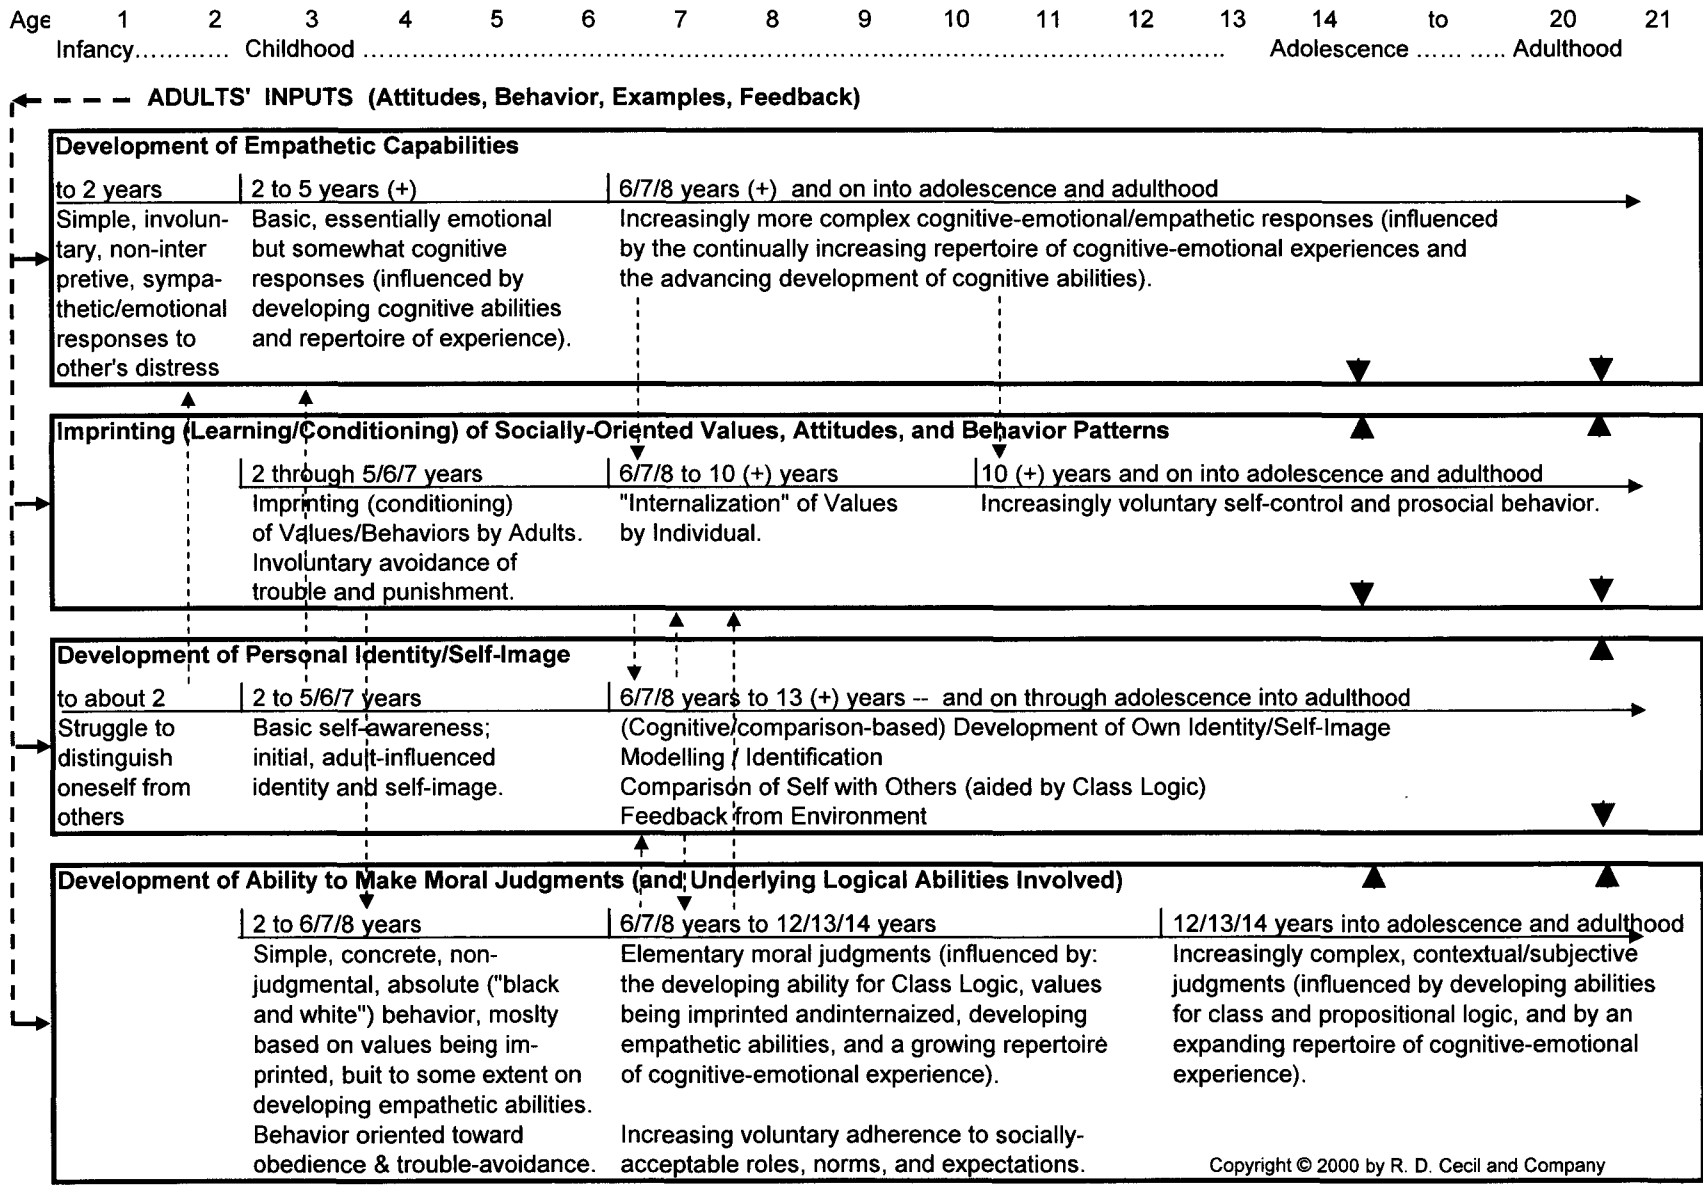 Age 1 2 3 4 5 6 7 8 9 10 11 12 13 14 to 20 21
Infancy............ Childhood ........................................................................................................ Adolescence ...... ..... Adulthood
ADULTS' INPUTS (Attitudes, Behavior, Examples, Feedback)
Development of Empathetic Capabilities
to 2 years
Simple, involun-
tary, non-inter
pretive, sympa-
thetic/emotional
responses to
other's distress
2 to 5 years (+)
Basic, essentially emotional
but somewhat cognitive
responses (influenced by
developing cognitive abilities
and repertoire of experience).
6/7/8 years (+) and on into adolescence and adulthood
Increasingly more complex cognitive-emotional/empathetic responses (influenced
by the continually increasing repertoire of cognitive-emotional experiences and
the advancing development of cognitive abilities).
Imprinting (Learning/Conditioning) of Socially-Oriented Values, Attitudes, and Behavior Patterns
2 through 5/6/7 years
Imprinting (conditioning)
of Values/Behaviors by Adults.
Involuntary avoidance of
trouble and punishment.
6/7/8 to 10 (+) years
"Internalization" of Values
by Individual.
10 (+) years and on into adolescence and adulthood
Increasingly voluntary self-control and prosocial behavior.
Development of Personal Identity/Self-Image
to about 2
Struggle to
distinguish
oneself from
others
2 to 5/6/7 years
Basic self-awareness;
initial, adult-influenced
identity and self-image.
6/7/8 years to 13 (+) years -- and on through adolescence into adulthood
(Cognitive/comparison-based) Development of Own Identity/Self-Image
Modelling / Identification
Comparison of Self with Others (aided by Class Logic)
Feedback from Environment
Development of Ability to Make Moral Judgments (and Underlying Logical Abilities Involved)
2 to 6/7/8 years
Simple, concrete, non-
judgmental, absolute ("black
and white") behavior, moslty
based on values being im-
printed, buit to some extent on
developing empathetic abilities.
Behavior oriented toward
obedience & trouble-avoidance.
6/7/8 years to 12/13/14 years
Elementary moral judgments (influenced by:
the developing ability for Class Logic, values
being imprinted andinternaized, developing
empathetic abilities, and a growing repertoire
of cognitive-emotional experience).
Increasing voluntary adherence to socially-
acceptable roles, norms, and expectations.
12/13/14 years into adolescence and adulthood
Increasingly complex, contextual/subjective
judgments (influenced by developing abilities
for class and propositional logic, and by an
expanding repertoire of cognitive-emotional
experience).
Copyright © 2000 by R. D. Cecil and Company